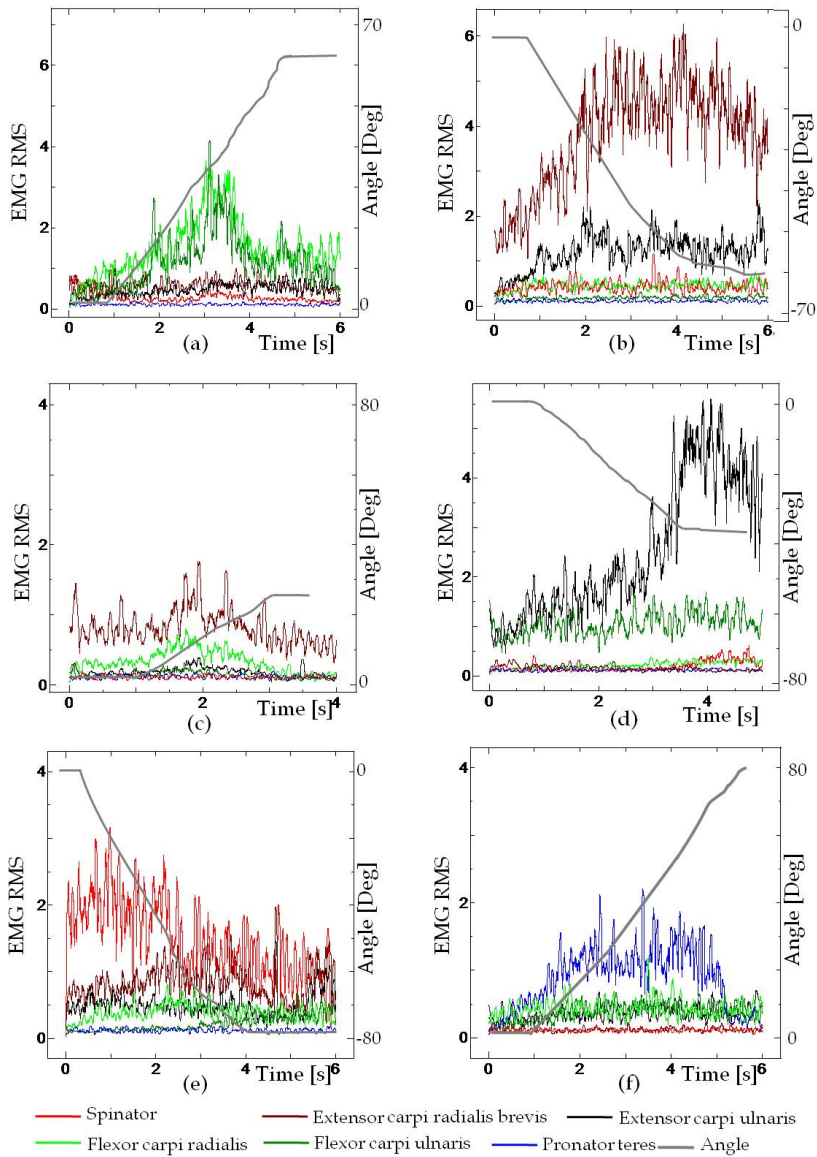 70
0
6
6
4
4
EMG RMS
Angle [Deg]
EMG RMS
Angle [Deg]
2
2
0
0
0
-70
0 2 4 6
0 2 4 6
(a) Time [s]
(b) Time [s]
4
80
0
4
2
2
EMG RMS
Angle [Deg]
EMG RMS
Angle [Deg]
0
0
0
-80
0 2 4
0 2 4
Time [s]
Time [s]
(c)
(d)
4
0
4
80
2
2
EMG RMS
Angle [Deg]
EMG RMS
Angle [Deg]
0
-80
0
0
0 2 4 6
0 2 4 6
(e) Time [s]
(f) Time [s]
Spinator Extensor carpi radialis brevis Extensor carpi ulnaris
Flexor carpi radialis Flexor carpi ulnaris Pronator teres Angle